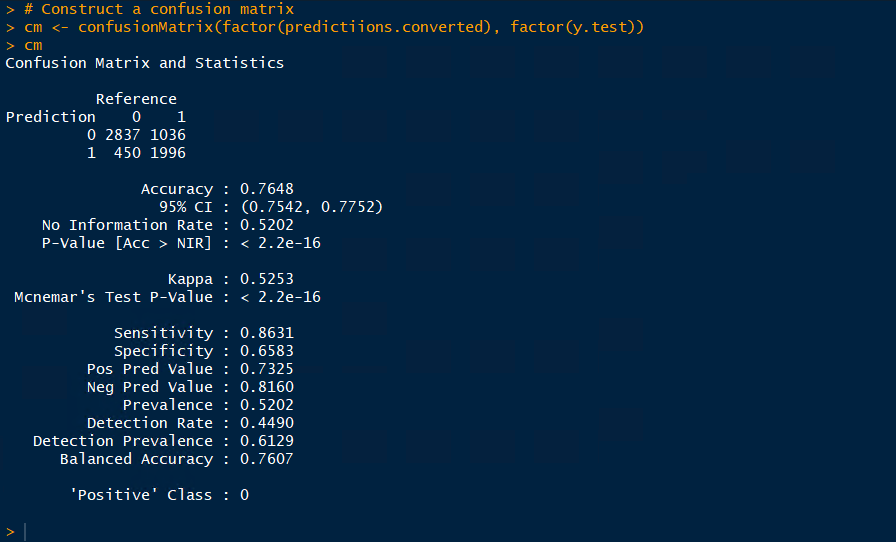 > # Construct a confusion matrix
> cm <- confusionMatrix(factor(predictiions.converted), factor(y.test))
> cm
Confusion Matrix and Statistics

          Reference
Prediction    0    1
         0 2837 1036
         1  450 1996

               Accuracy : 0.7648
                 95% CI : (0.7542, 0.7752)
    No Information Rate : 0.5202
    P-Value [Acc > NIR] : < 2.2e-16

                  Kappa : 0.5253
 Mcnemar's Test P-Value : < 2.2e-16

            Sensitivity : 0.8631
            Specificity : 0.6583
         Pos Pred Value : 0.7325
         Neg Pred Value : 0.8160
             Prevalence : 0.5202
         Detection Rate : 0.4490
   Detection Prevalence : 0.6129
      Balanced Accuracy : 0.7607

       'Positive' Class : 0

>